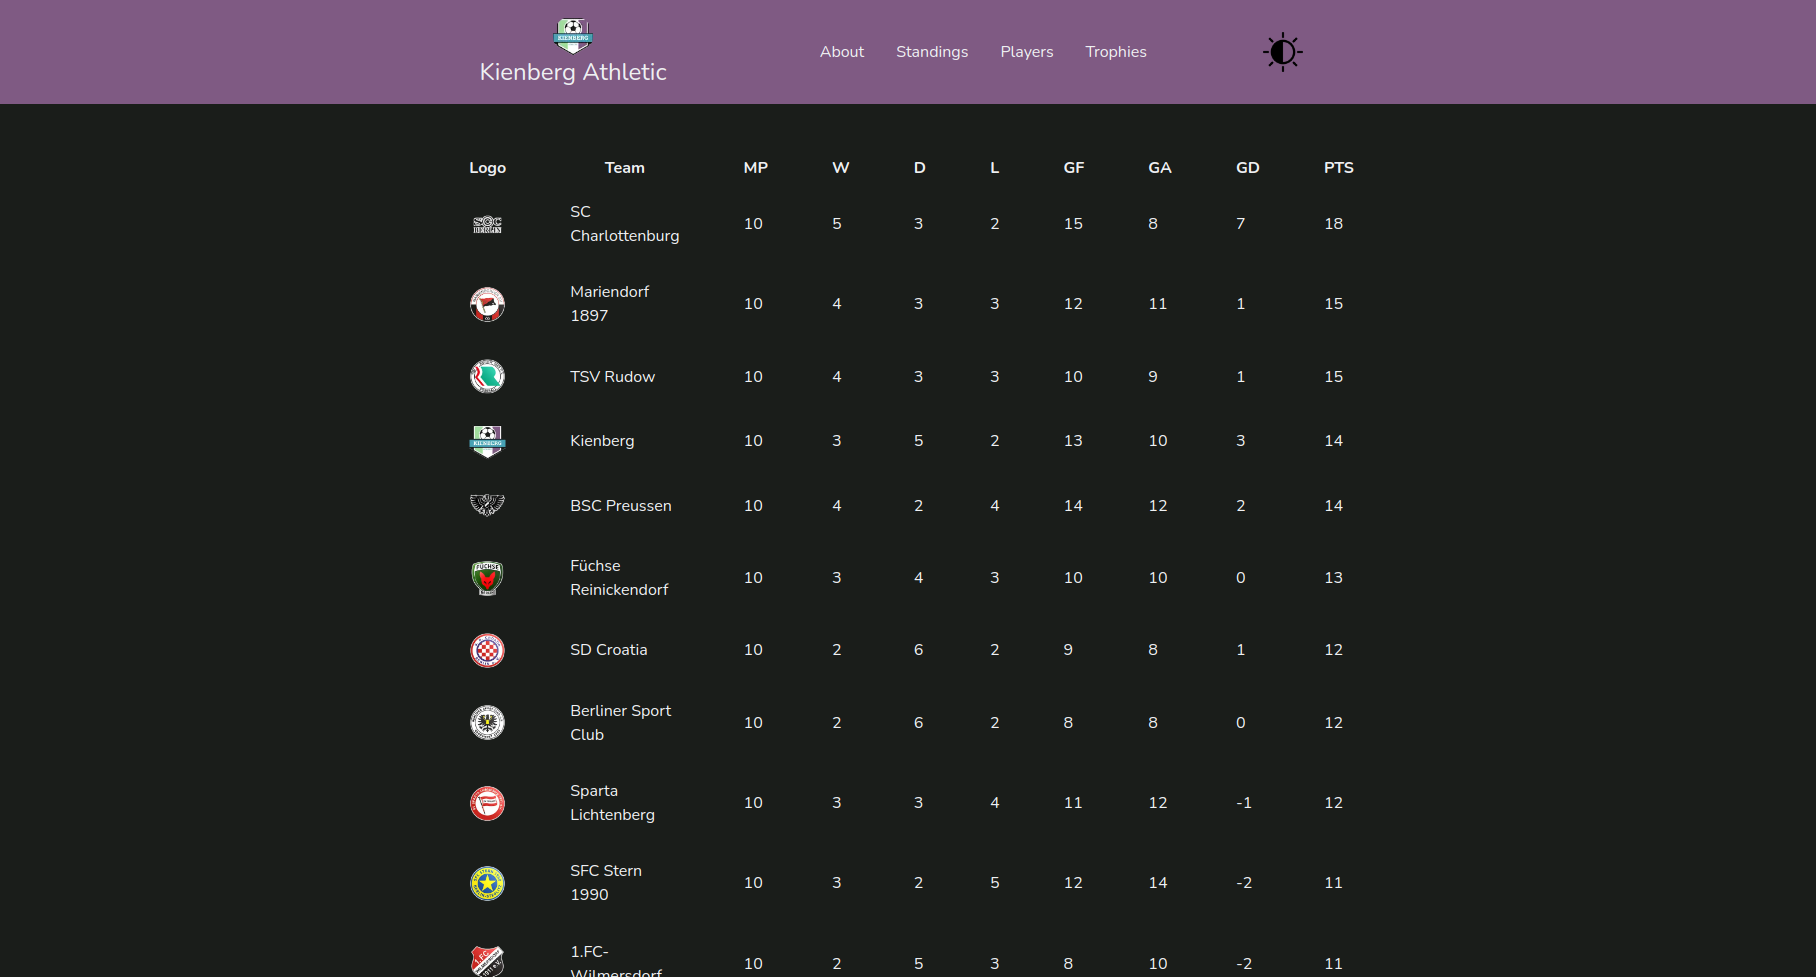 KIENBERG
Kienberg Athletic
About Standings Players Trophies
Logo Team MP W D L GF GA GD PTS
SC
Charlottenburg
10 5 3 2 15 8 7 18
Mariendorf
1897
10 4 3 3 12 11 1 15
TSV Rudow 10 4 3 3 10 9 1 15
KIENBERG
Kienberg 10 3 5 2 13 10 3 14
BSC Preussen 10 4 2 4 14 12 2 14
FÜCHSE
Füchse
Reinickendorf
10 3 4 3 10 10 0 13
SD Croatia 10 2 6 2 9 8 1 12
Berliner Sport
Club
10 2 6 2 8 8 0 12
Sparta
Lichtenberg
10 3 3 4 11 12 -1 12
SFC Stern
1990
10 3 2 5 12 14 -2 11
1.FC-
Wilmersdorf
10 2 5 3 8 10 -2 11